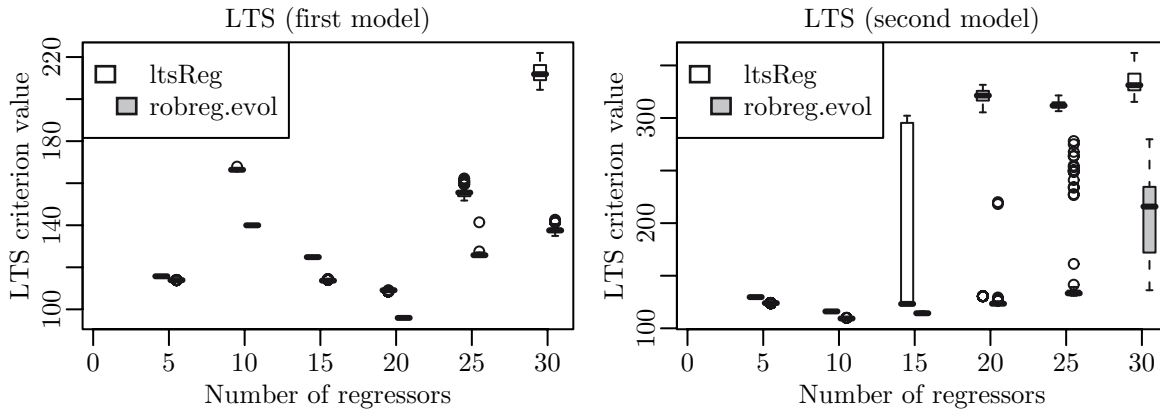 LTS (first model)
LTS criterion value
220
180
140
100
ltsReg
robreg.evol
0 5 10 15 20 25 30
Number of regressors
LTS (second model)
LTS criterion value
300
200
100
ltsReg
robreg.evol
0 5 10 15 20 25 30
Number of regressors